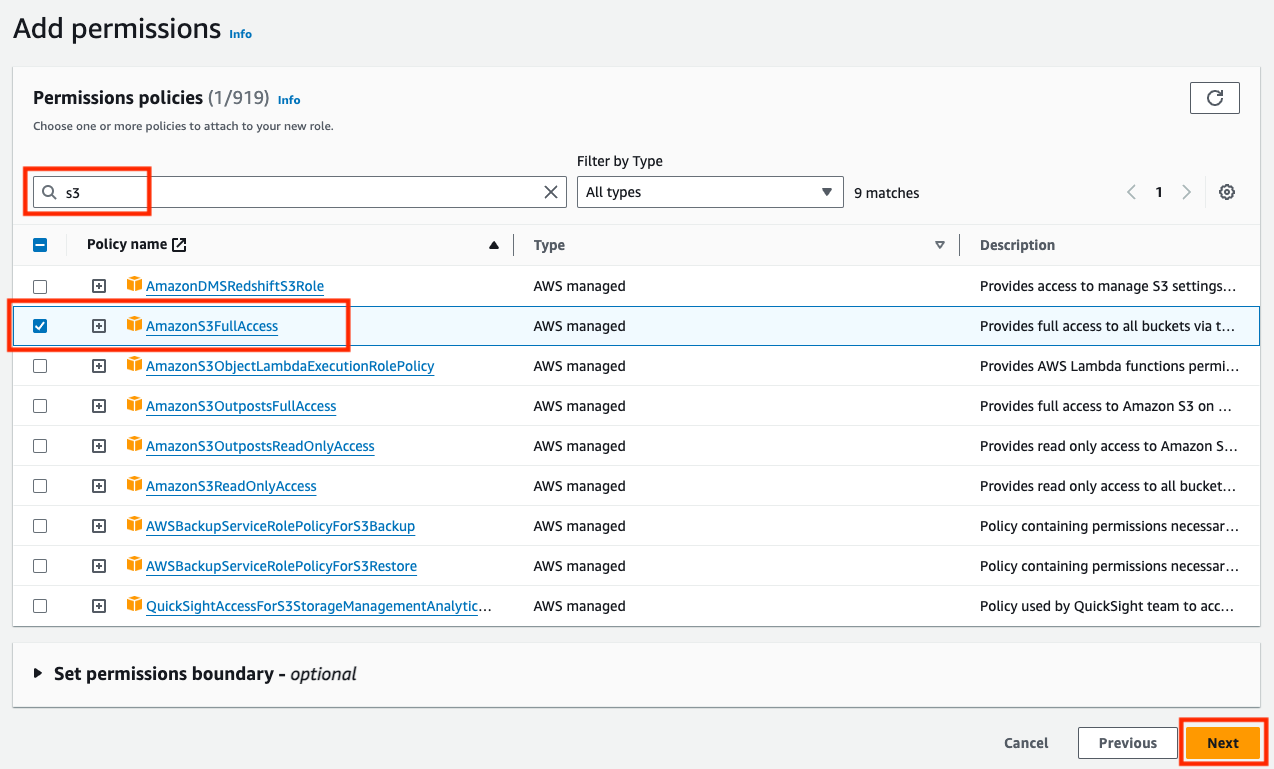 Add permissions Info
Permissions policies (1/919) Info
Choose one or more policies to attach to your new role.
Filter by Type
s3
All types
9 matches
1
Policy name
Type
Description
AmazonDMSRedshiftS3Role AWS managed Provides access to manage S3 settings...
AmazonS3FullAccess AWS managed Provides full access to all buckets via t...
AmazonS3ObjectLambdaExecutionRolePolicy AWS managed Provides AWS Lambda functions permi...
AmazonS3OutpostsFullAccess AWS managed Provides full access to Amazon S3 on ...
AmazonS3OutpostsReadOnlyAccess AWS managed Provides read only access to Amazon S...
AmazonS3ReadOnlyAccess AWS managed Provides read only access to all bucket...
AWSBackupServiceRolePolicyForS3Backup AWS managed Policy containing permissions necessar...
AWSBackupServiceRolePolicyForS3Restore AWS managed Policy containing permissions necessar...
QuickSightAccessForS3StorageManagementAnalytic... AWS managed Policy used by QuickSight team to acc...
Set permissions boundary - optional
Cancel
Previous
Next